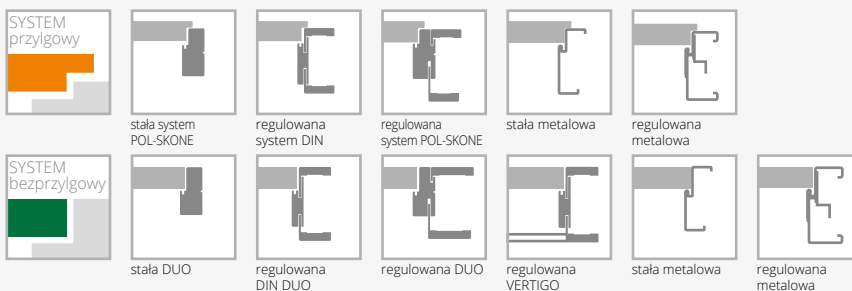 SYSTEM
przylgowy
stała system
POL-SKONE
regulowana
system DIN
regulowana
system POL-SKONE
stała metalowa
regulowana
metalowa
SYSTEM
bezprzylgowy
stała DUO
regulowana
DIN DUO
regulowana DUO
regulowana
VERTIGO
stała metalowa
regulowana
metalowa